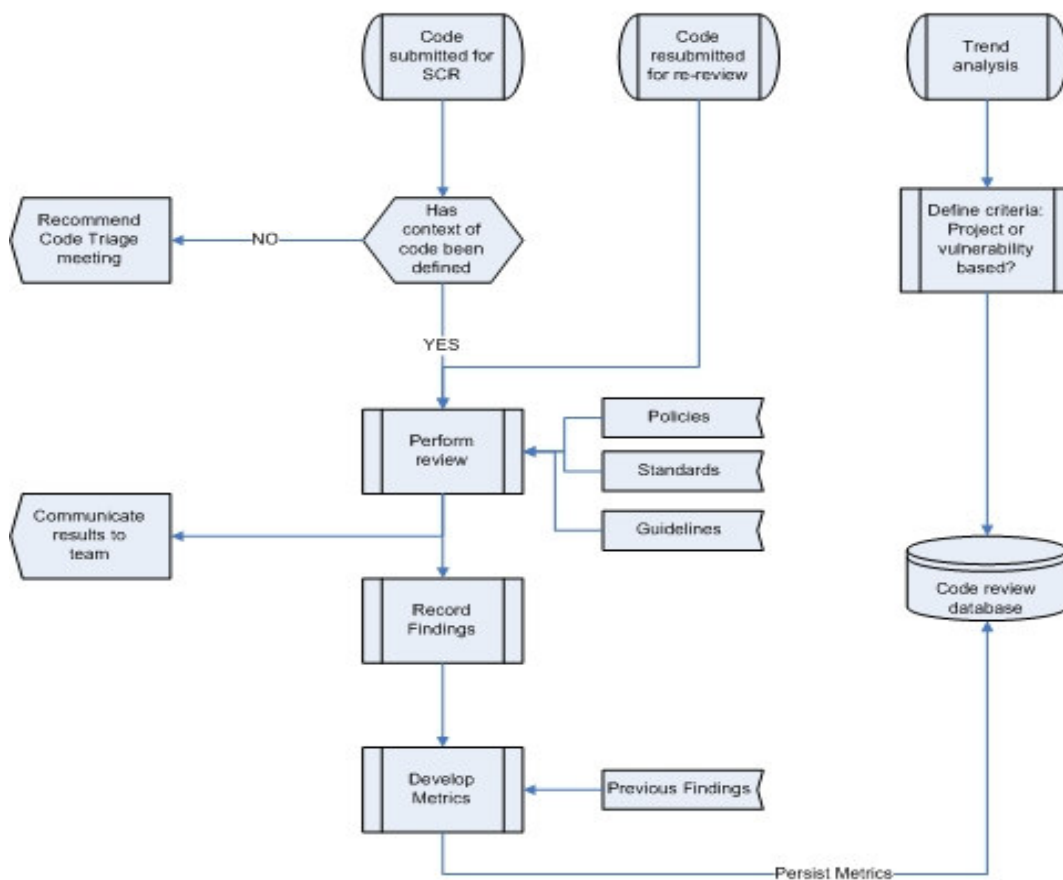 Code
submitted for
SCR
Code
resubmitted
for re-review
Trend
analysis
Recommend
Code Triage
meeting
NO
Has
context of
code been
defined
Define criteria:
Project or
vulnerability
based?
YES
Perform
review
Policies
Standards
Guidelines
Communicate
results to
team
Code review
database
Record
Findings
Develop
Metrics
Previous Findings
Persist Metrics